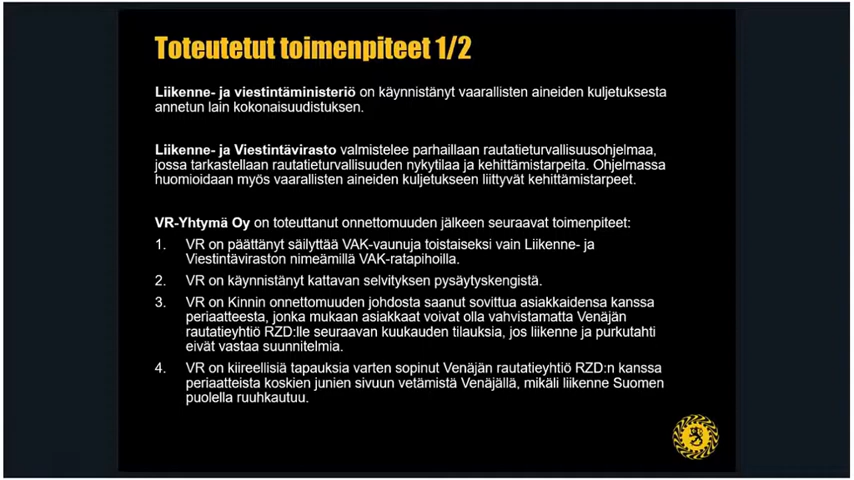 Toteutetut toimenpiteet 1/2
Liikenne- ja viestintäministeriö on käynnistänyt vaarallisten aineiden kuljetuksesta
annetun lain kokonaisuudistuksen.
Liikenne- ja Viestintävirasto valmistelee parhaillaan rautatieturvallisuusohjelmaa,
jossa tarkastellaan rautatieturvallisuuden nykytilaa ja kehittämistarpeita. Ohjelmassa
huomioidaan myös vaarallisten aineiden kuljetukseen liittyvät kehittämistarpeet.
VR-Yhtymä Oy on toteuttanut onnettomuuden jälkeen seuraavat toimenpiteet:
1. VR on päättänyt säilyttää VAK-vaunuja toistaiseksi vain Liikenne- ja
Viestintäviraston nimeämillä VAK-ratapihoilla.
2. VR on käynnistänyt kattavan selvityksen pysäytyskengistä.
3. VR on Kinnin onnettomuuden johdosta saanut sovittua asiakkaidensa kanssa
periaatteesta, jonka mukaan asiakkaat voivat olla vahvistamatta Venäjän
rautatieyhtiö RZD:lle seuraavan kuukauden tilauksia, jos liikenne ja purkutahti
eivät vastaa suunnitelmia.
4. VR on kiireellisiä tapauksia varten sopinut Venäjän rautatieyhtiö RZD:n kanssa
periaatteista koskien junien sivuun vetämistä Venäjällä, mikäli liikenne Suomen
puolella ruuhkautuu.